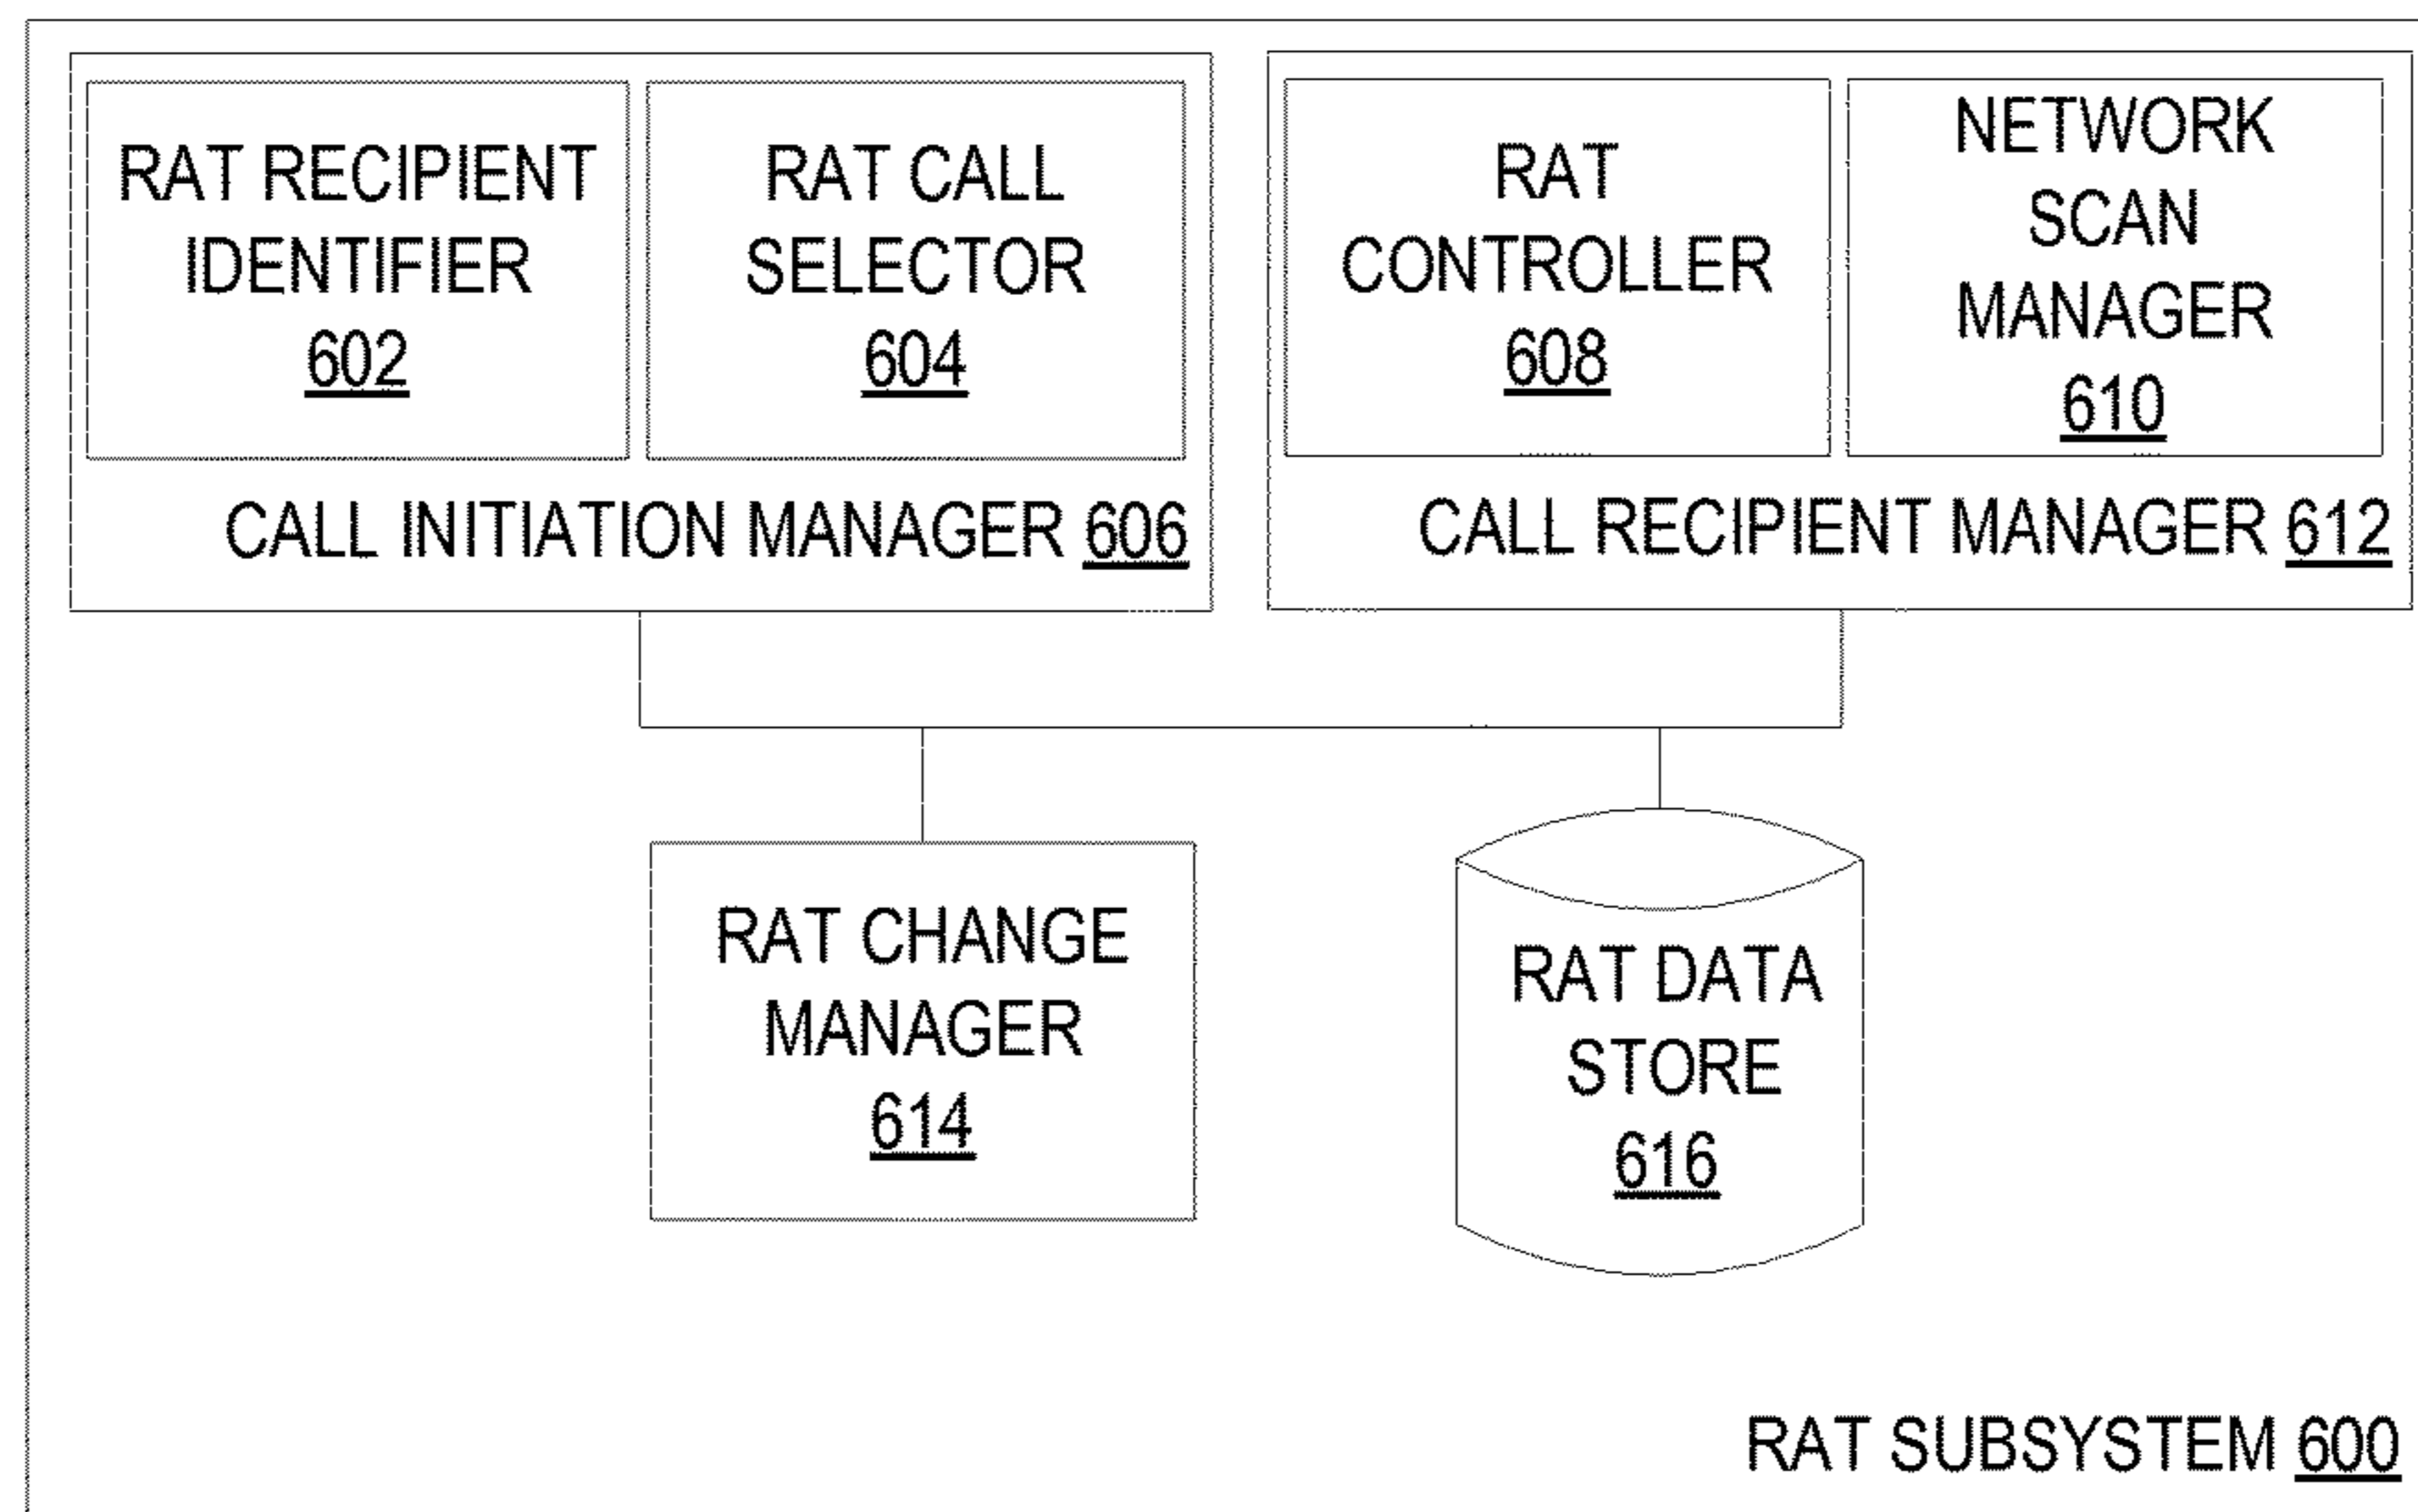 RAT RECIPIENT
IDENTIFIER
602
RAT CALL
SELECTOR
604
CALL INITIATION MANAGER 606
RAT
CONTROLLER
608
NETWORK
SCAN
MANAGER
610
CALL RECIPIENT MANAGER 612
RAT CHANGE
MANAGER
614
RAT DATA
STORE
616
RAT SUBSYSTEM 600